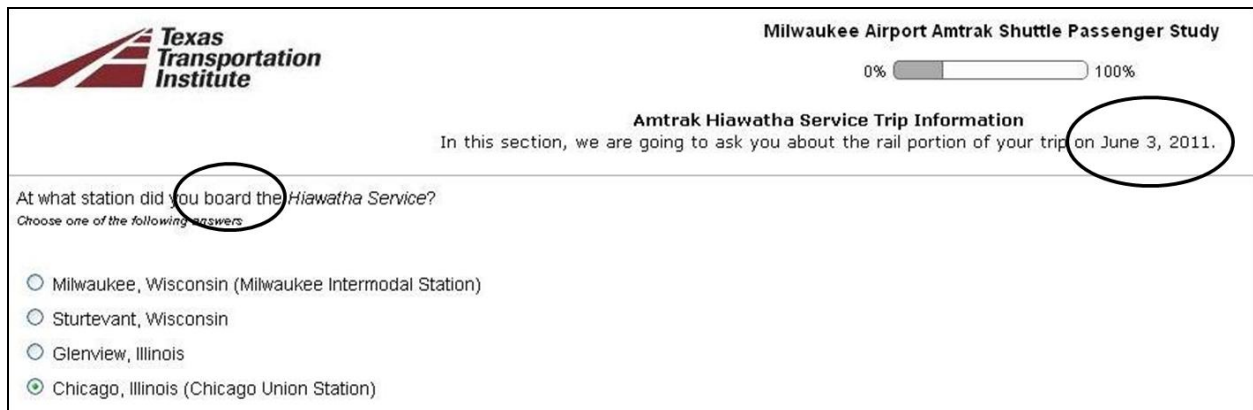 Texas
Transportation
Institute
Milwaukee Airport Amtrak Shuttle Passenger Study
0% 100%
Amtrak Hiawatha Service Trip Information
In this section, we are going to ask you about the rail portion of your trip on June 3, 2011.
At what station did you board the Hiawatha Service?
Choose one of the following answers
Milwaukee, Wisconsin (Milwaukee Intermodal Station)
Sturtevant, Wisconsin
Glenview, Illinois
Chicago, Illinois (Chicago Union Station)